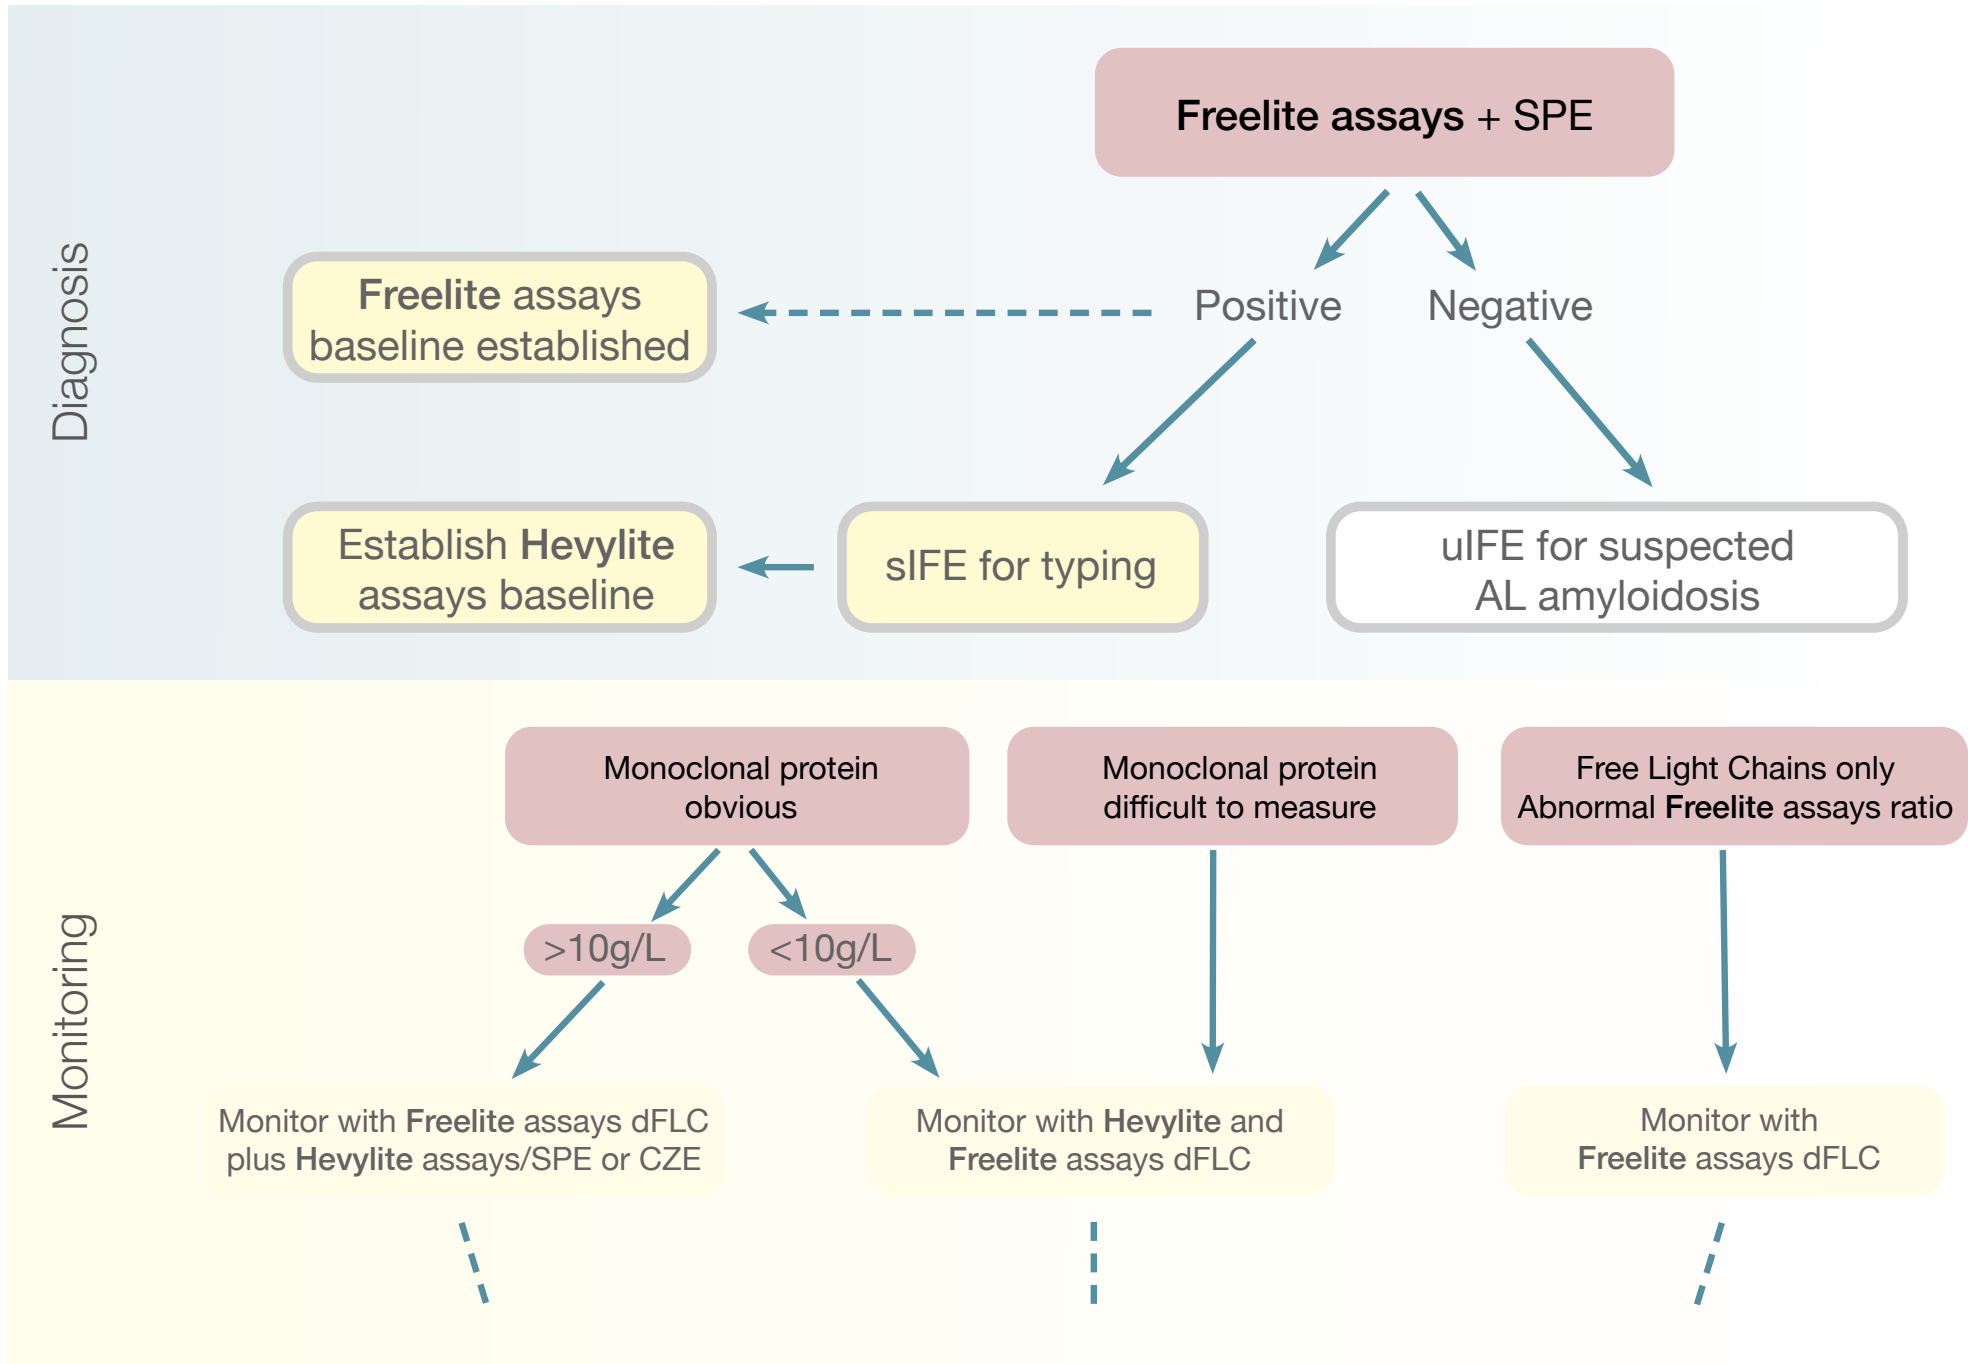 Diagnosis
Freelite assays + SPE
Positive
Negative
Freelite assays
baseline established
Establish Hevylite
assays baseline
sIFE for typing
uIFE for suspected
AL amyloidosis
Monitoring
Monoclonal protein
obvious
Monoclonal protein
difficult to measure
Free Light Chains only
Abnormal Freelite assays ratio
>10g/L
<10g/L
Monitor with Freelite assays dFLC
plus Hevylite assays/SPE or CZE
Monitor with Hevylite and
Freelite assays dFLC
Monitor with
Freelite assays dFLC